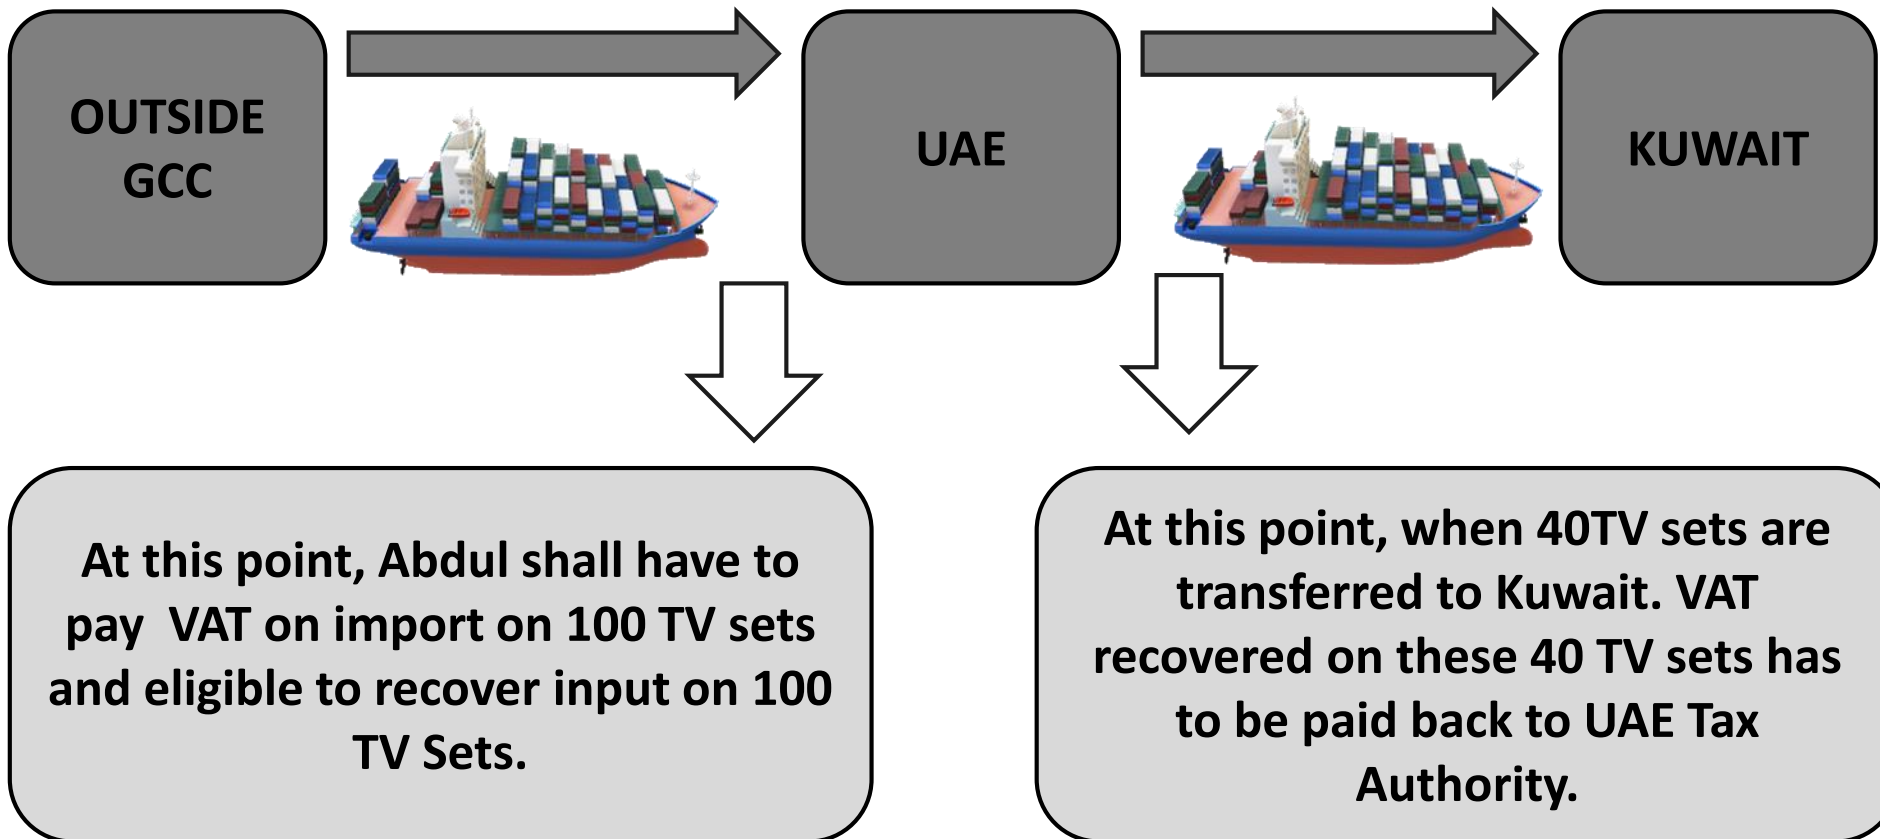 OUTSIDE
GCC
UAE
KUWAIT
At this point, Abdul shall have to
pay  VAT on import on 100 TV sets
and eligible to recover input on 100
TV Sets.
At this point, when 40TV sets are
transferred to Kuwait. VAT
recovered on these 40 TV sets has
to be paid back to UAE Tax
Authority.